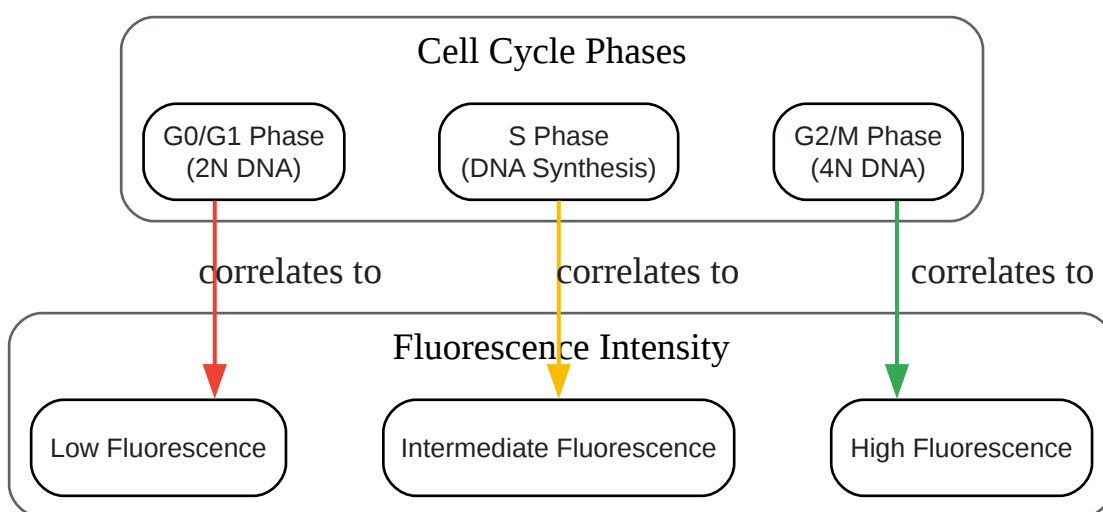 Cell Cycle Phases
G0/G1 Phase
(2N DNA)
S Phase
(DNA Synthesis)
G2/M Phase
(4N DNA)
correlates to
correlates to
correlates to
Fluorescence Intensity
Low Fluorescence
Intermediate Fluorescence
High Fluorescence